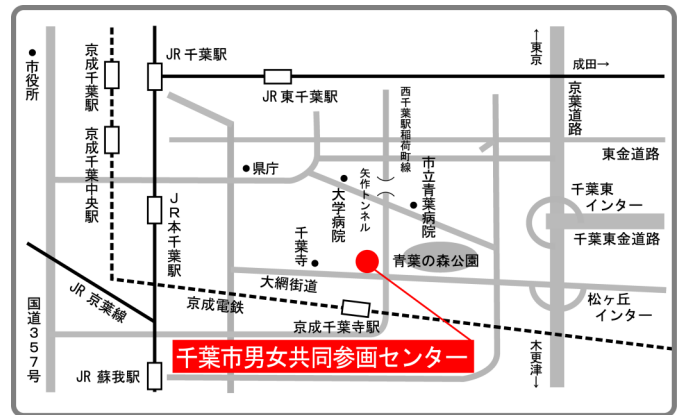 市役所
京成千葉駅
JR千葉駅
←東京
成田→
JR東千葉駅
京葉道路
西千葉駅稲荷町線
京成千葉中央駅
東金道路
県庁
大学病院
矢作トンネル
市立青葉病院
千葉東
インター
JR本千葉駅
千葉寺
千葉東金道路
青葉の森公園
大網街道
JR京葉線
京成電鉄
松ヶ丘
インター
国道357号
京成千葉寺駅
千葉市男女共同参画センター
木更津→
JR 蘇我駅